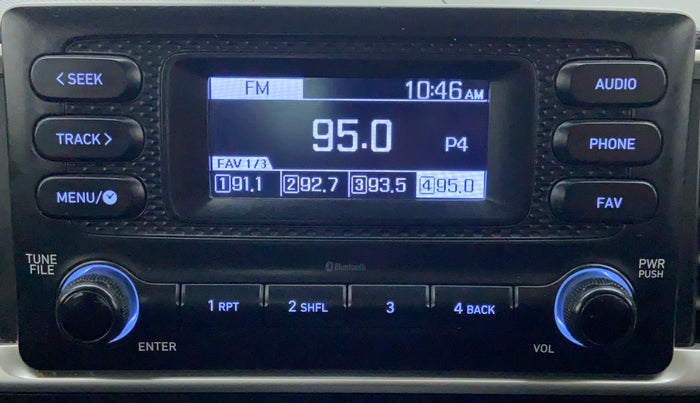 < SEEK
TRACK >
MENU/
TUNE
FILE
ENTER
FM 10:46 AM
95.0 P4
FAV 1/3
1 91.1 2 92.7 3 93.5 4 95.0
Bluetooth
1 RPT
2 SHFL
3
4 BACK
AUDIO
PHONE
FAV
PWR
PUSH
VOL